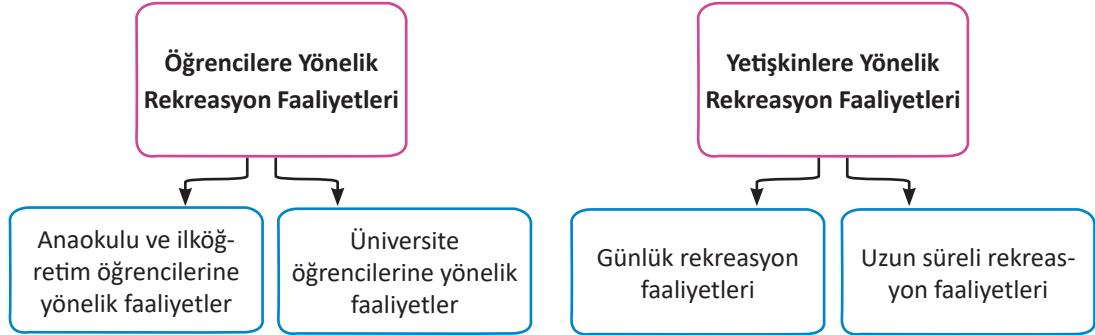 Öğrencilere Yönelik
Rekreasyon Faaliyetleri
Anaokulu ve ilköğ-
retim öğrencilerine
yönelik faaliyetler
Üniversite
öğrencilerine yönelik
faaliyetler
Yetişkinlere Yönelik
Rekreasyon Faaliyetleri
Günlük rekreasyon
faaliyetleri
Uzun süreli rekreas-
yon faaliyetleri